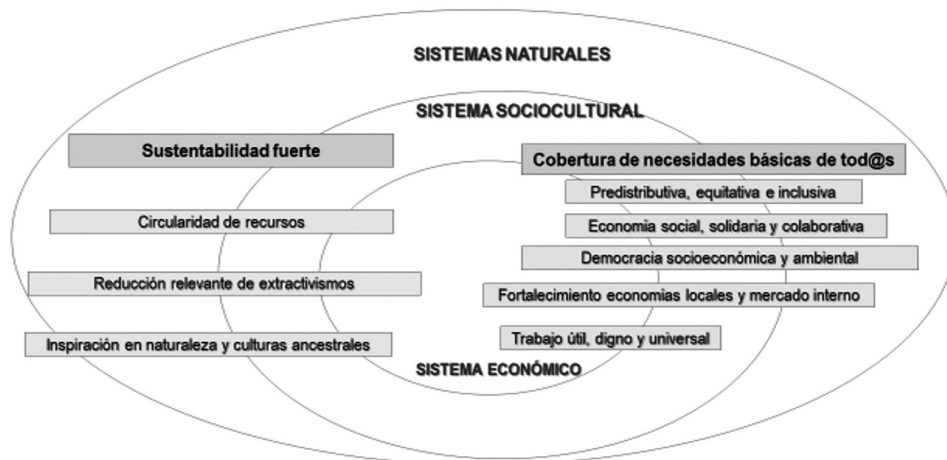 SISTEMAS NATURALES
SISTEMA SOCIOCULTURAL
Sustentabilidad fuerte
Cobertura de necesidades básicas de tod@s
Predistributiva, equitativa e inclusiva
Circularidad de recursos
Economía social, solidaria y colaborativa
Democracia socioeconómica y ambiental
Reducción relevante de extractivismos
Fortalecimiento economías locales y mercado interno
Inspiración en naturaleza y culturas ancestrales
Trabajo útil, digno y universal
SISTEMA ECONÓMICO